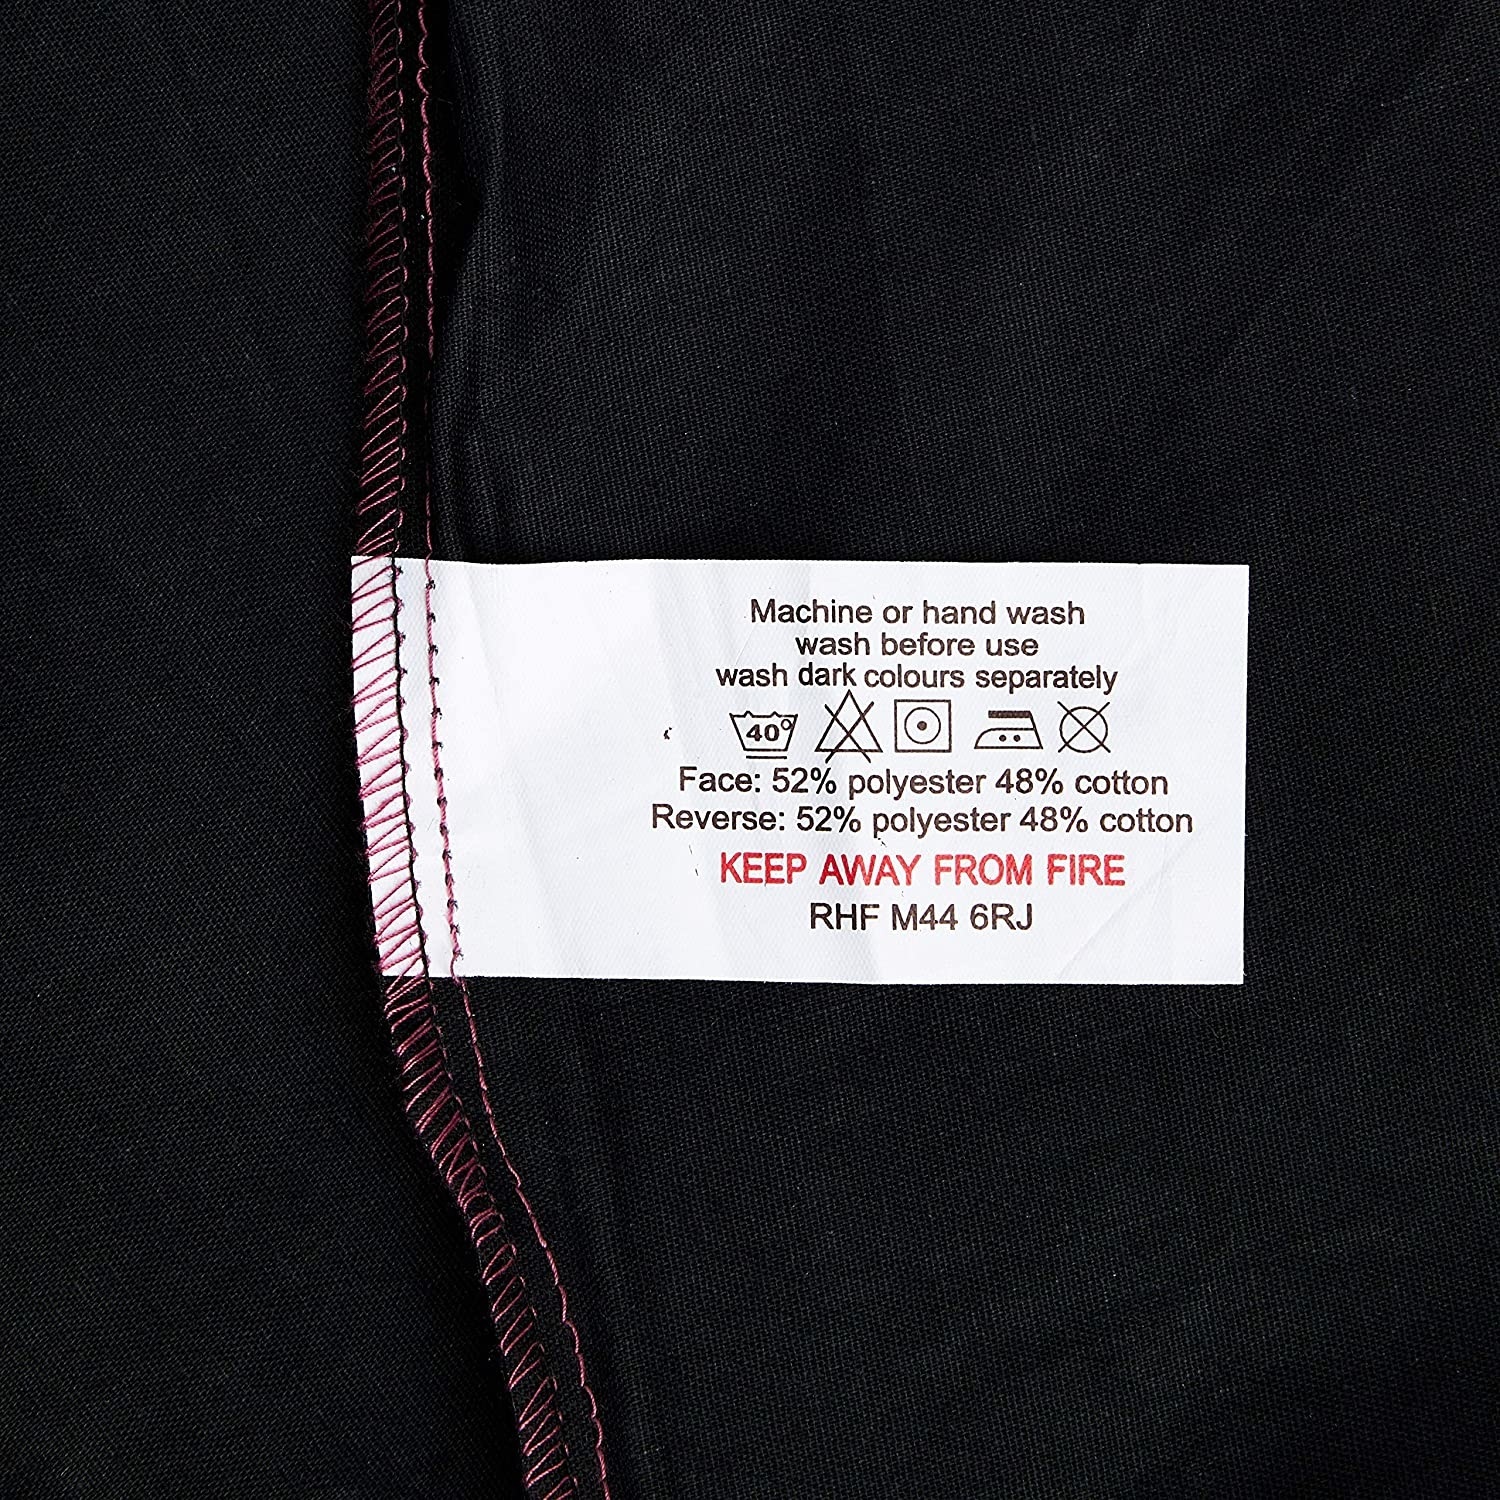 Machine or hand wash
wash before use
wash dark colours separately
40°
Face: 52% polyester 48% cotton
Reverse: 52% polyester 48% cotton
KEEP AWAY FROM FIRE
RHF M44 6RJ